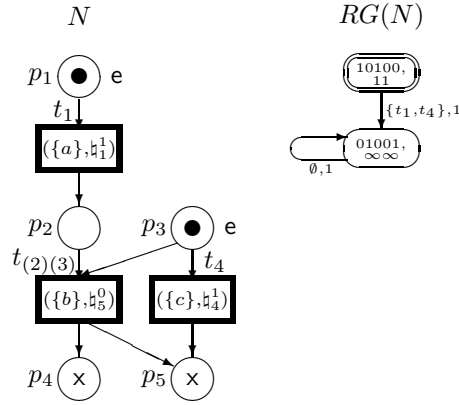 N
RG(N)
p₁ e
10100,
11
t₁
{t₁,t₄},1
({a},♮¹₁)
01001,
∞∞
∅,1
p₂
p₃ e
t₍₂₎₍₃₎
t₄
({b},♮⁰₅)
({c},♮¹₄)
p₄ x
p₅ x